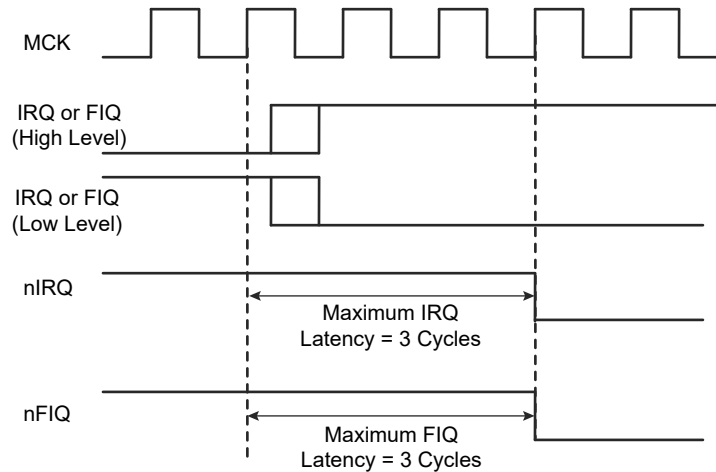 MCK
IRQ or FIQ
(High Level)
IRQ or FIQ
(Low Level)
nIRQ
Maximum IRQ
Latency = 3 Cycles
nFIQ
Maximum FIQ
Latency = 3 Cycles